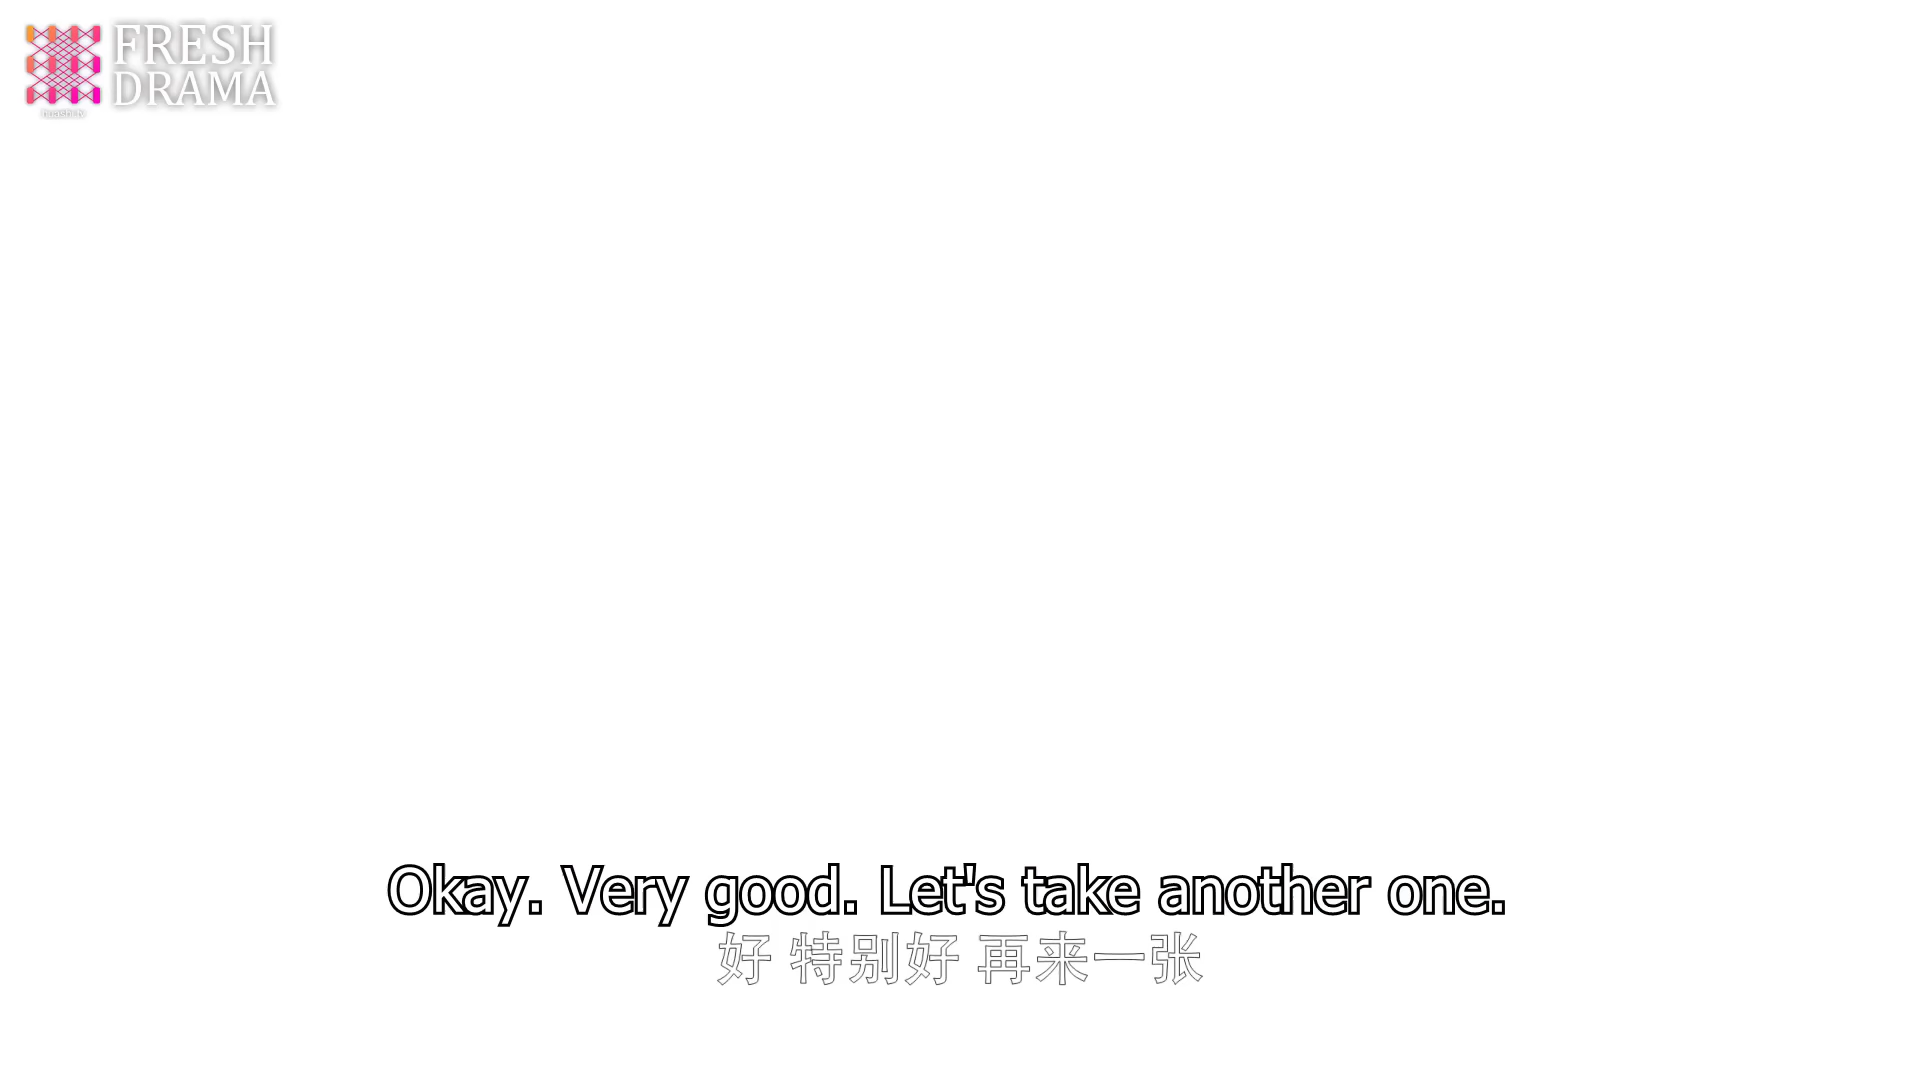 FRESH
DRAMA
Okay. Very good. Let's take another one.
好 特别好 再来一张